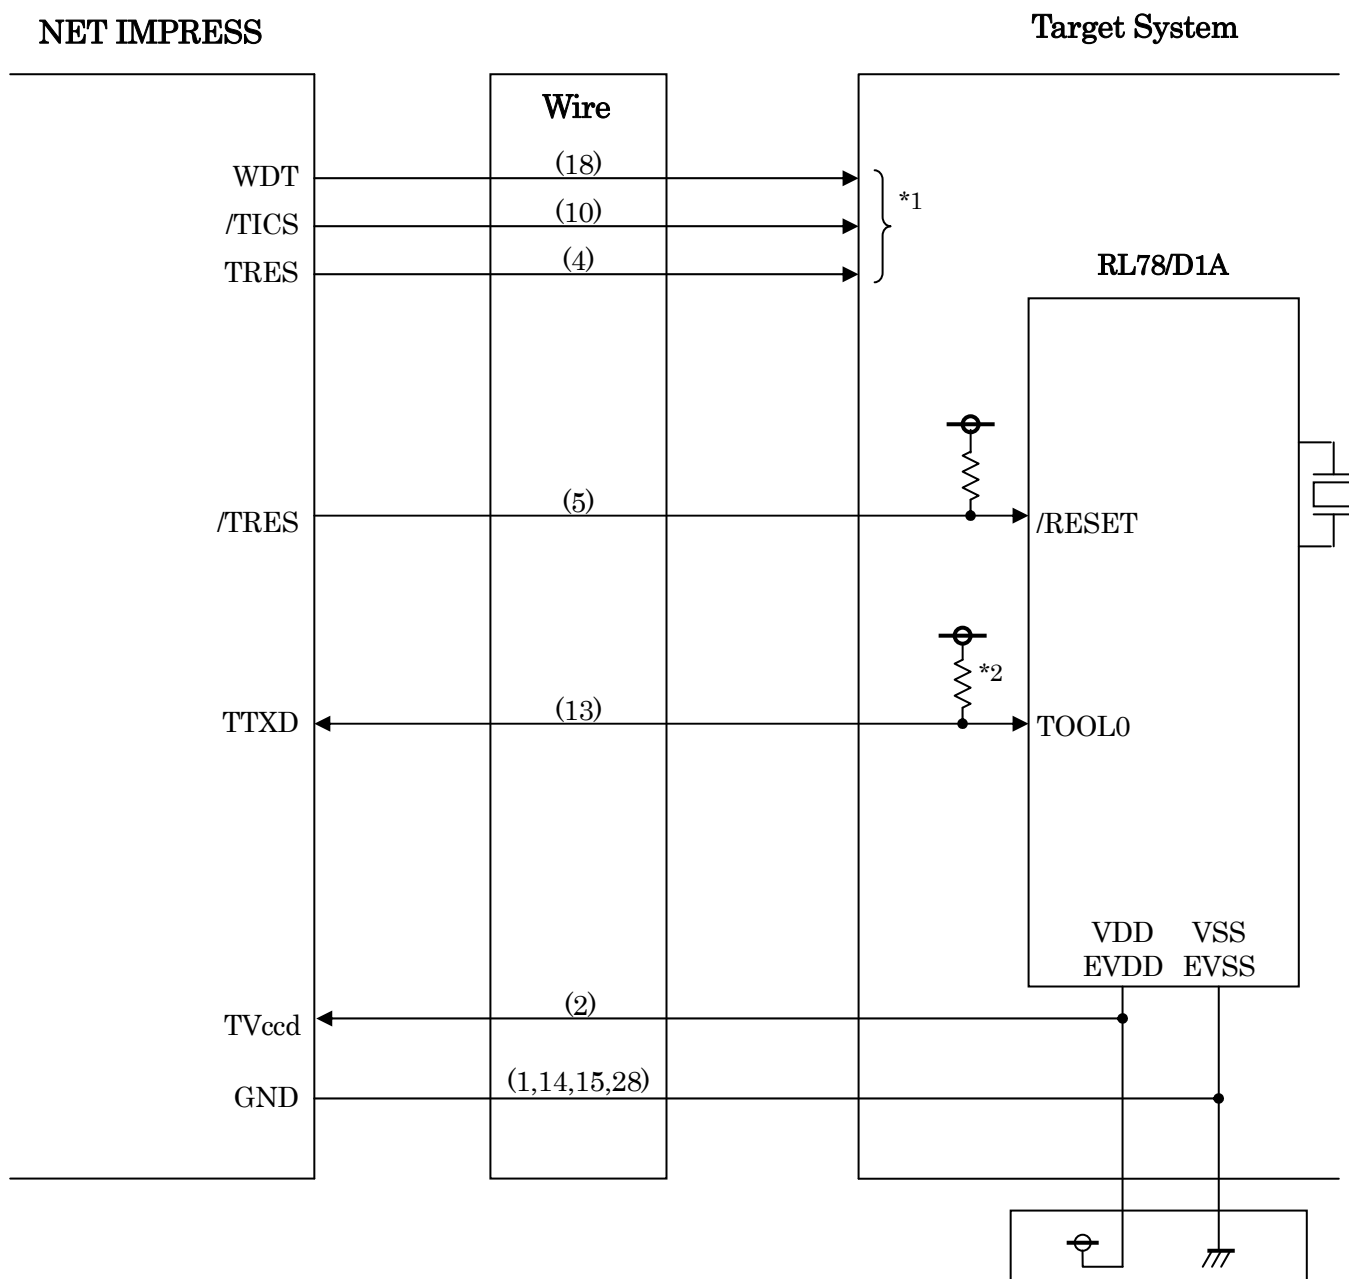 NET IMPRESS
Target System
Wire
WDT
(18)
/TICS
(10)
TRES
(4)
*1
RL78/D1A
/TRES
(5)
/RESET
*2
TTXD
(13)
TOOL0
VDD VSS
EVDD EVSS
TVccd
(2)
GND
(1,14,15,28)